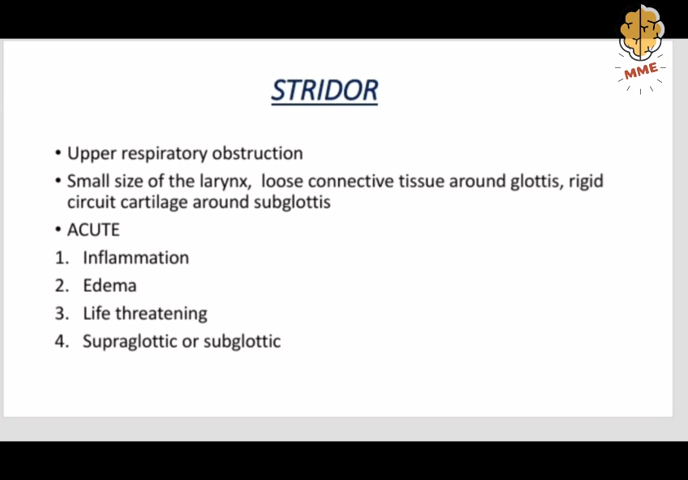 MME
STRIDOR
• Upper respiratory obstruction
• Small size of the larynx, loose connective tissue around glottis, rigid
circuit cartilage around subglottis
• ACUTE
1. Inflammation
2. Edema
3. Life threatening
4. Supraglottic or subglottic